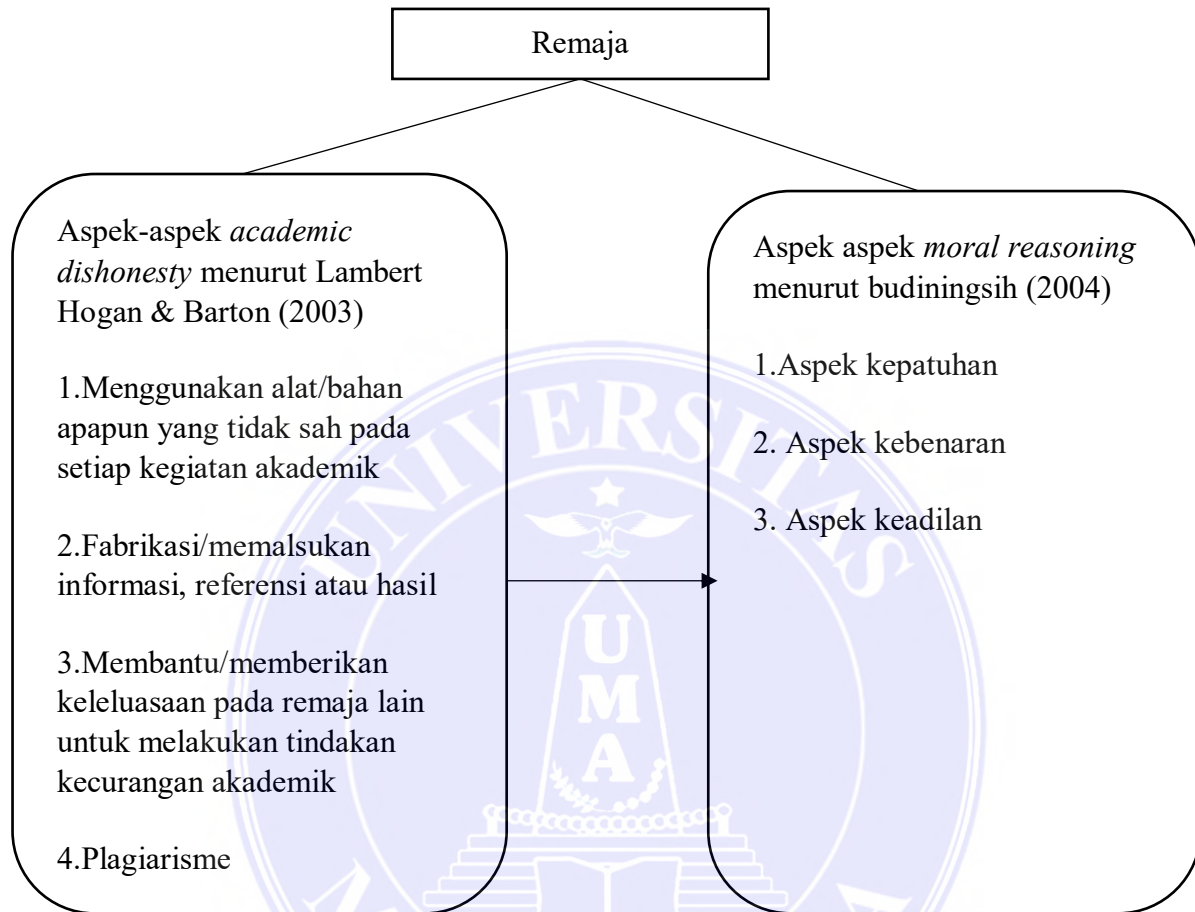 Remaja
Aspek-aspek academic
dishonesty menurut Lambert
Hogan & Barton (2003)
1.Menggunakan alat/bahan
apapun yang tidak sah pada
setiap kegiatan akademik
2.Fabrikasi/memalsukan
informasi, referensi atau hasil
3.Membantu/memberikan
keleluasaan pada remaja lain
untuk melakukan tindakan
kecurangan akademik
4.Plagiarisme
Aspek aspek moral reasoning
menurut budiningsih (2004)
1.Aspek kepatuhan
2. Aspek kebenaran
3. Aspek keadilan
UNIVERSITAS
UMA